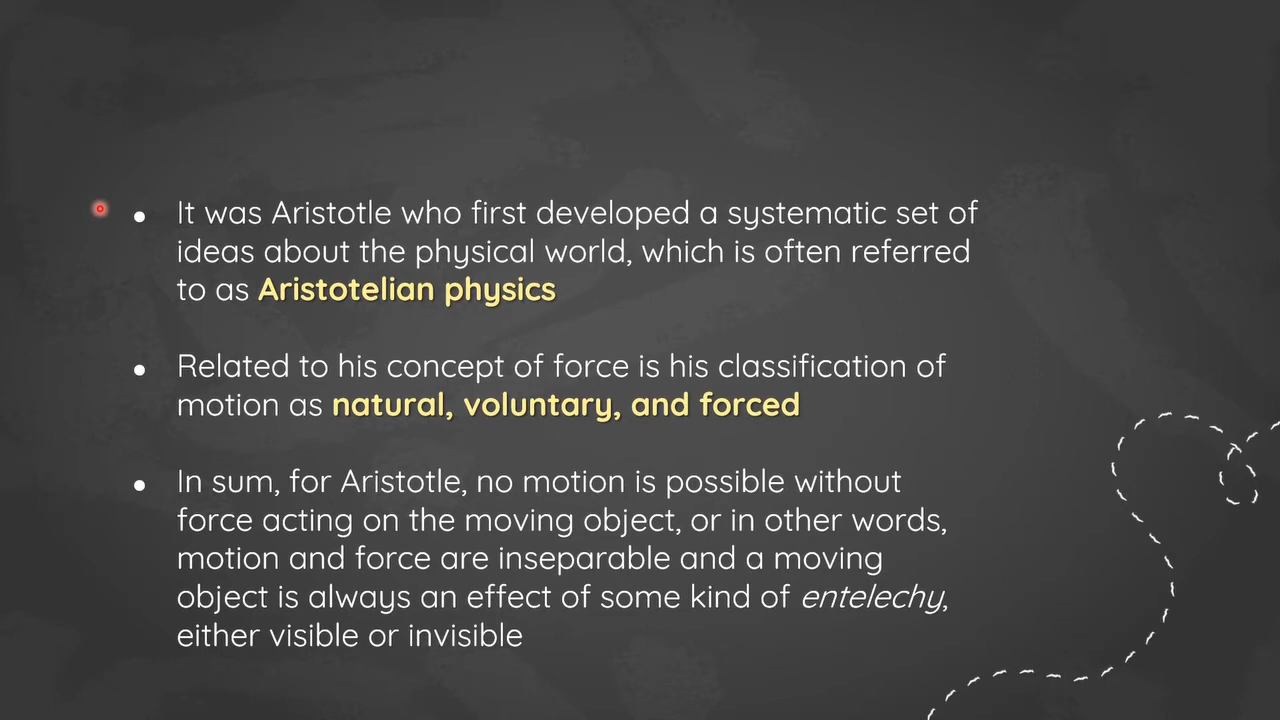 • It was Aristotle who first developed a systematic set of
ideas about the physical world, which is often referred
to as Aristotelian physics
• Related to his concept of force is his classification of
motion as natural, voluntary, and forced
• In sum, for Aristotle, no motion is possible without
force acting on the moving object, or in other words,
motion and force are inseparable and a moving
object is always an effect of some kind of entelechy,
either visible or invisible